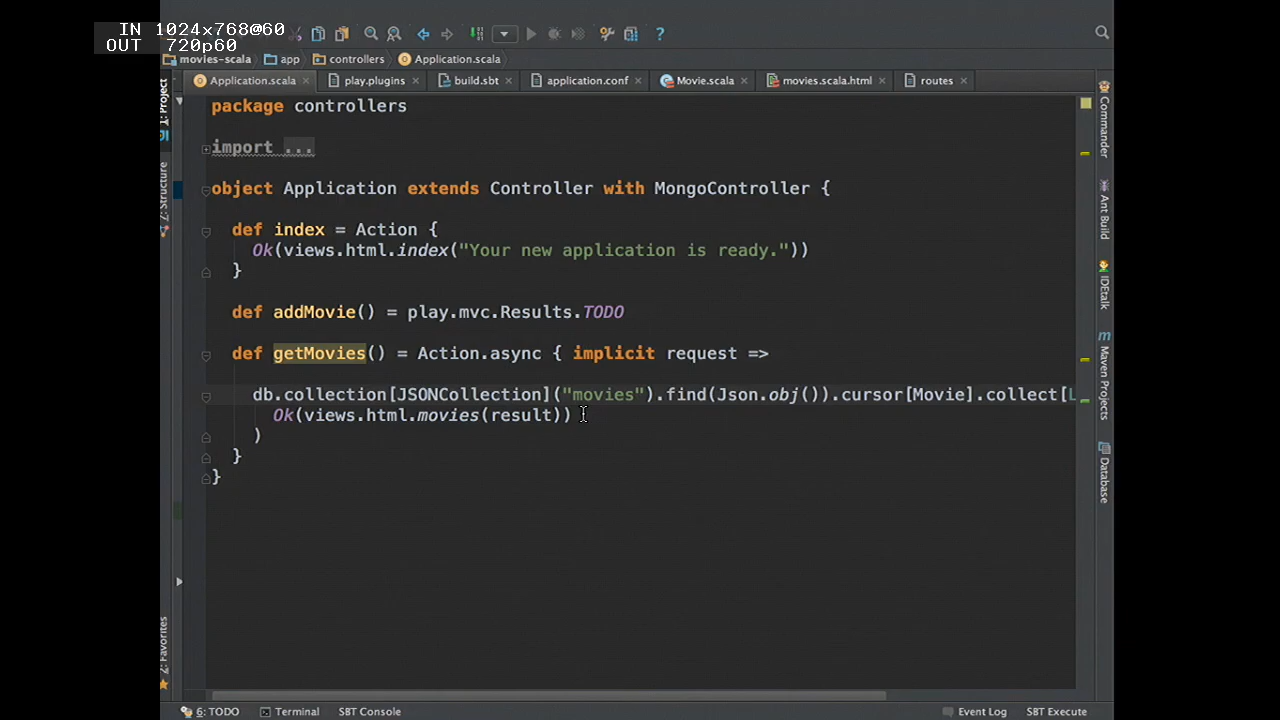 IN 1024x768@60
OUT 720p60
movies-scala app controllers Application.scala
Application.scala play.plugins build.sbt application.conf Movie.scala movies.scala.html routes
1: Project
Z: Structure
2: Favorites
package controllers
import ...
object Application extends Controller with MongoController {
def index = Action {
Ok(views.html.index("Your new application is ready."))
}
def addMovie() = play.mvc.Results.TODO
def getMovies() = Action.async { implicit request =>
db.collection[JSONCollection]("movies").find(Json.obj()).cursor[Movie].collect[L
Ok(views.html.movies(result))
)
}
}
Commander
Ant Build
IDEtalk
Maven Projects
Database
6: TODO Terminal SBT Console Event Log SBT Execute